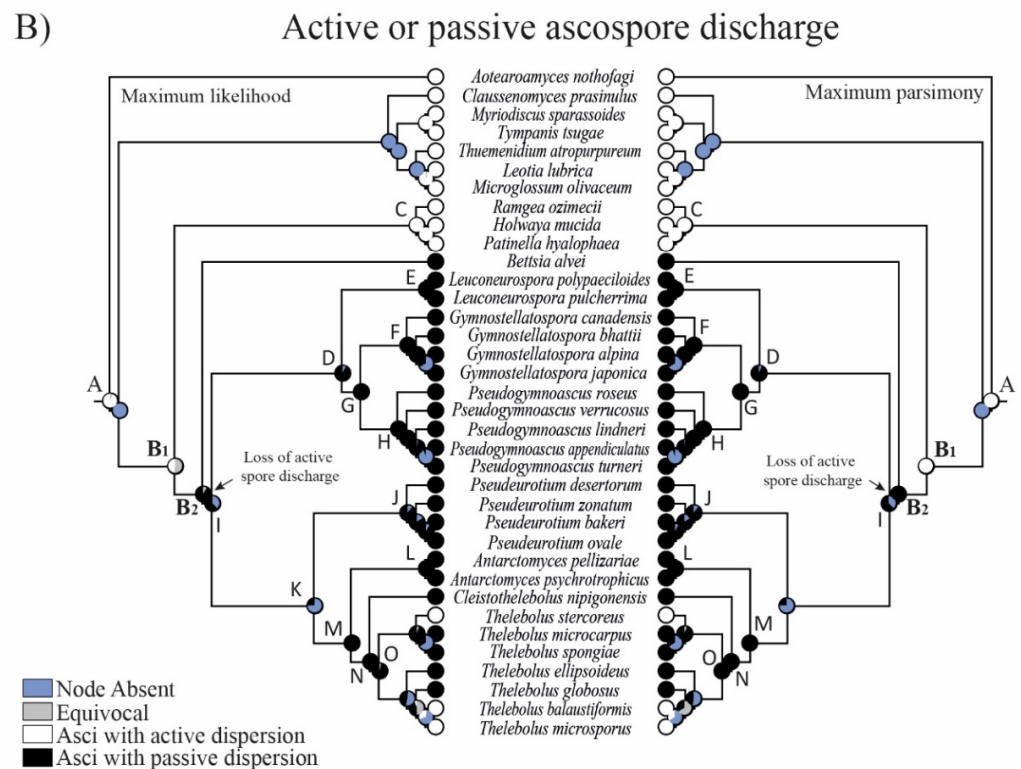 B)
Active or passive ascospore discharge
Maximum likelihood
Maximum parsimony
Aotearoamyces nothofagi
Claussenomyces prasinulus
Myriodiscus sparassoides
Tympanis tsugae
Thuemenidium atropurpureum
Leotia lubrica
Microglossum olivaceum
Ramgea ozimecii
Holwaya mucida
Patinella hyalophaea
Bettsia alvei
Leuconeurospora polypaeciloides
Leuconeurospora pulcherrima
Gymnostellatospora canadensis
Gymnostellatospora bhattii
Gymnostellatospora alpina
Gymnostellatospora japonica
Pseudogymnoascus roseus
Pseudogymnoascus verrucosus
Pseudogymnoascus lindneri
Pseudogymnoascus appendiculatus
Pseudogymnoascus turneri
Pseudeurotium desertorum
Pseudeurotium zonatum
Pseudeurotium bakeri
Pseudeurotium ovale
Antarctomyces pellizariae
Antarctomyces psychrotrophicus
Cleistothelebolus nipigonensis
Thelebolus stercoreus
Thelebolus microcarpus
Thelebolus spongiae
Thelebolus ellipsoideus
Thelebolus globosus
Thelebolus balaustiformis
Thelebolus microsporus
A
B1
B2
C
D
E
F
G
H
I
J
K
L
M
N
O
Loss of active
spore discharge
A
B1
B2
C
D
E
F
G
H
I
J
L
M
N
O
Loss of active
spore discharge
Node Absent
Equivocal
Asci with active dispersion
Asci with passive dispersion